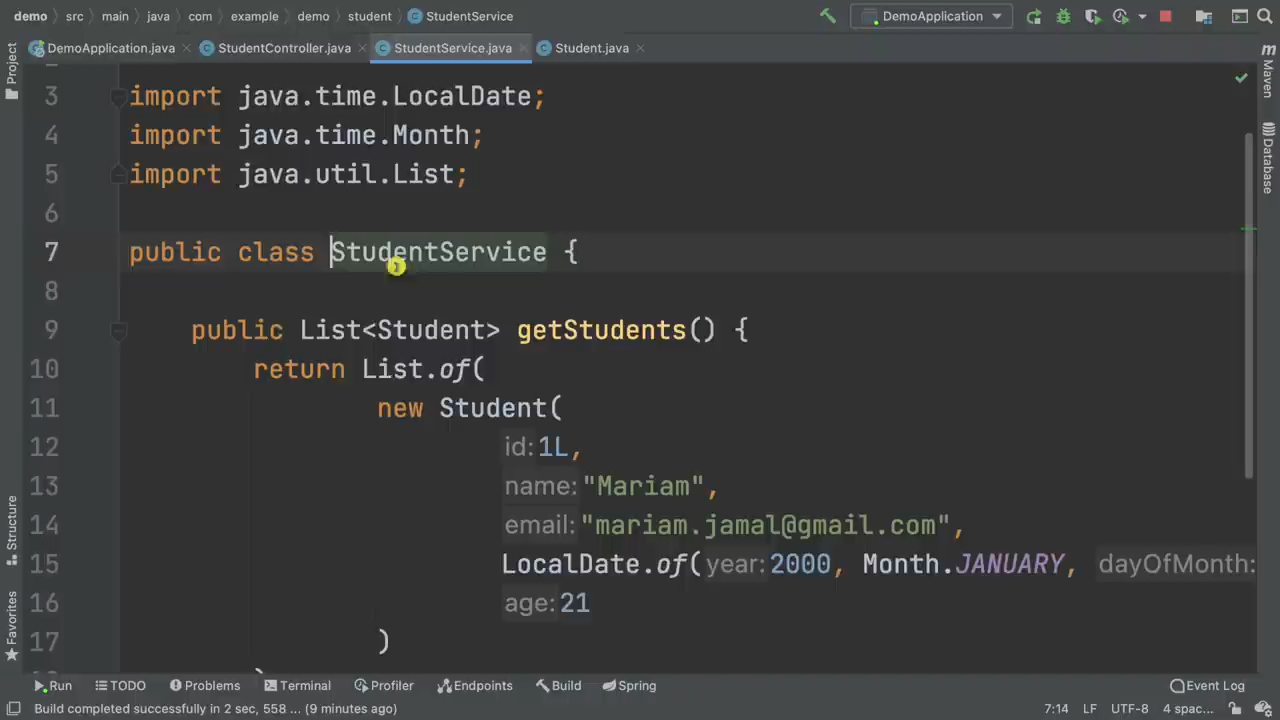 demo src main java com example demo student StudentService DemoApplication
DemoApplication.java StudentController.java StudentService.java Student.java
Project
Structure
Favorites
Maven
Database
3 import java.time.LocalDate;
4 import java.time.Month;
5 import java.util.List;
6
7 public class StudentService {
8
9 public List<Student> getStudents() {
10 return List.of(
11 new Student(
12 id: 1L,
13 name: "Mariam",
14 email: "mariam.jamal@gmail.com",
15 LocalDate.of( year: 2000, Month.JANUARY, dayOfMonth:
16 age: 21
17 )
Run TODO Problems Terminal Profiler Endpoints Build Spring Event Log
Build completed successfully in 2 sec, 558 ... (9 minutes ago) 7:14 LF UTF-8 4 spac...